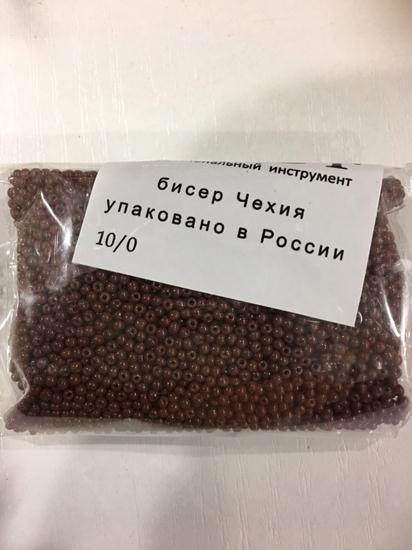 инструмент
бисер Чехия
упаковано в России
10/0